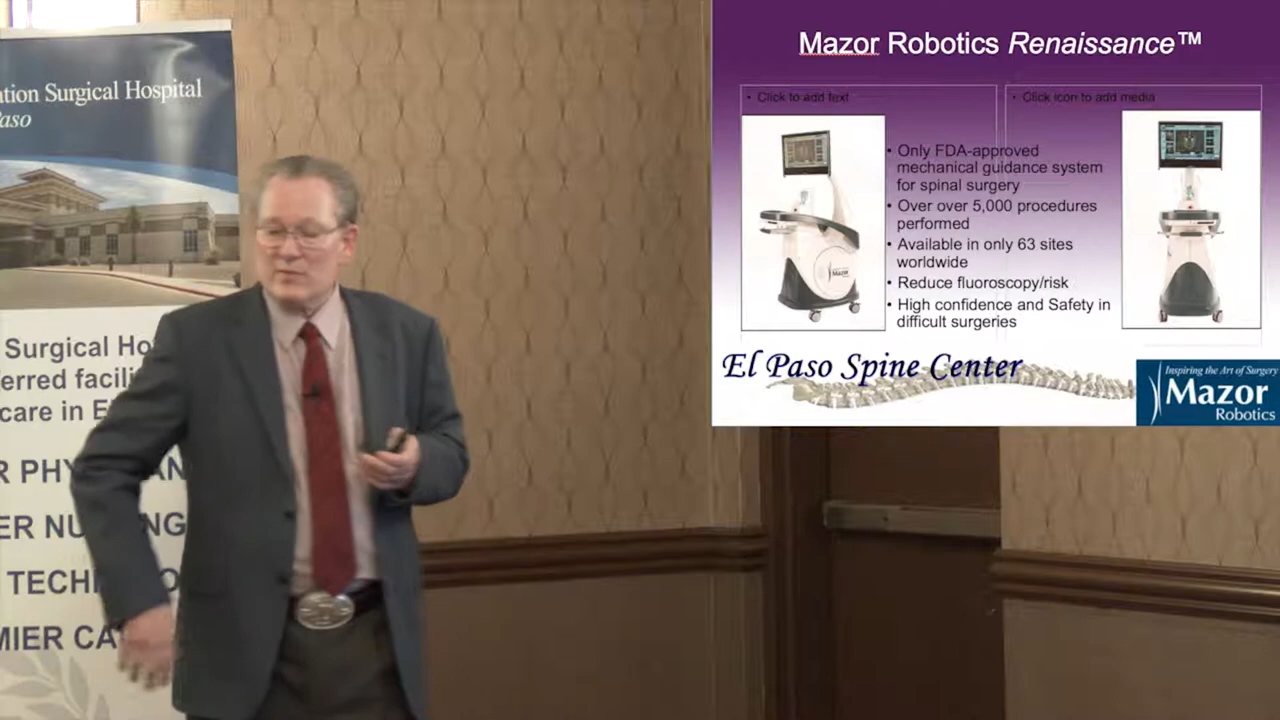 ation Surgical Hospital
Paso
Surgical Ho
erred facili
care in E
R PHY
IAN
ER NU
NG
TECH
O
MIER CA
Mazor Robotics Renaissance™
• Click to add text
• Click icon to add media
• Only FDA-approved
mechanical guidance system
for spinal surgery
• Over over 5,000 procedures
performed
• Available in only 63 sites
worldwide
• Reduce fluoroscopy/risk
• High confidence and Safety in
difficult surgeries
Mazor
El Paso Spine Center
Inspiring the Art of Surgery
Mazor
Robotics